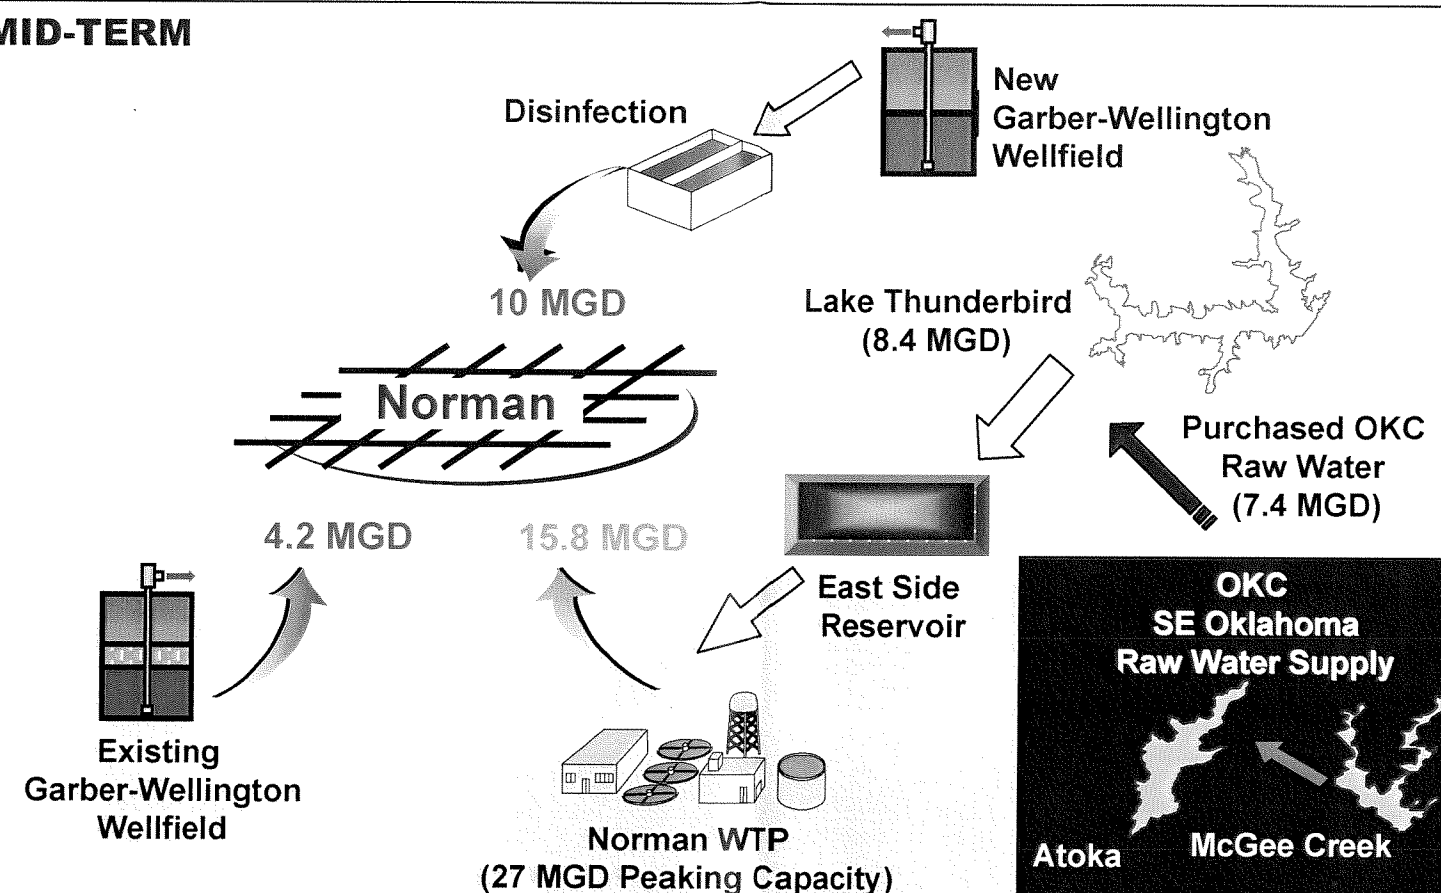 MID-TERM
New
Garber-Wellington
Wellfield
Disinfection
10 MGD
Lake Thunderbird
(8.4 MGD)
Norman
Purchased OKC
Raw Water
(7.4 MGD)
4.2 MGD
15.8 MGD
East Side
Reservoir
OKC
SE Oklahoma
Raw Water Supply
Existing
Garber-Wellington
Wellfield
Norman WTP
(27 MGD Peaking Capacity)
Atoka
McGee Creek